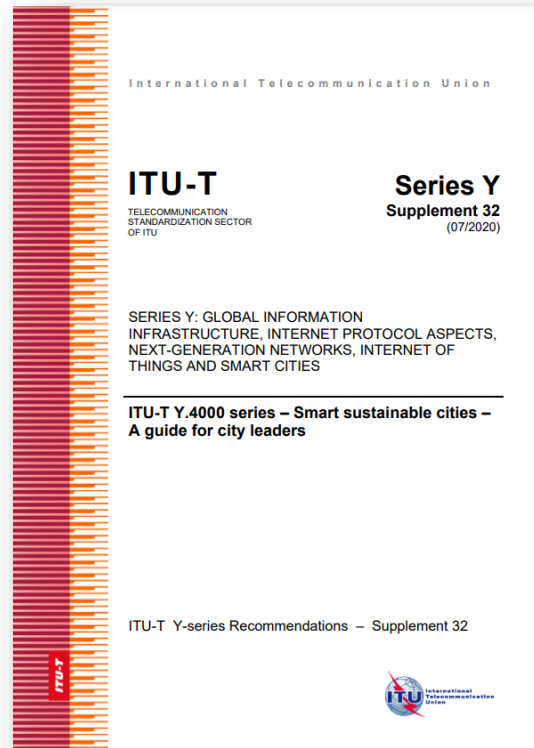 International Telecommunication Union
ITU-T
Series Y
TELECOMMUNICATION
STANDARDIZATION SECTOR
OF ITU
Supplement 32
(07/2020)
SERIES Y: GLOBAL INFORMATION
INFRASTRUCTURE, INTERNET PROTOCOL ASPECTS,
NEXT-GENERATION NETWORKS, INTERNET OF
THINGS AND SMART CITIES
ITU-T Y.4000 series – Smart sustainable cities –
A guide for city leaders
ITU-T Y-series Recommendations – Supplement 32
ITU-T
ITU
International
Telecommunication
Union